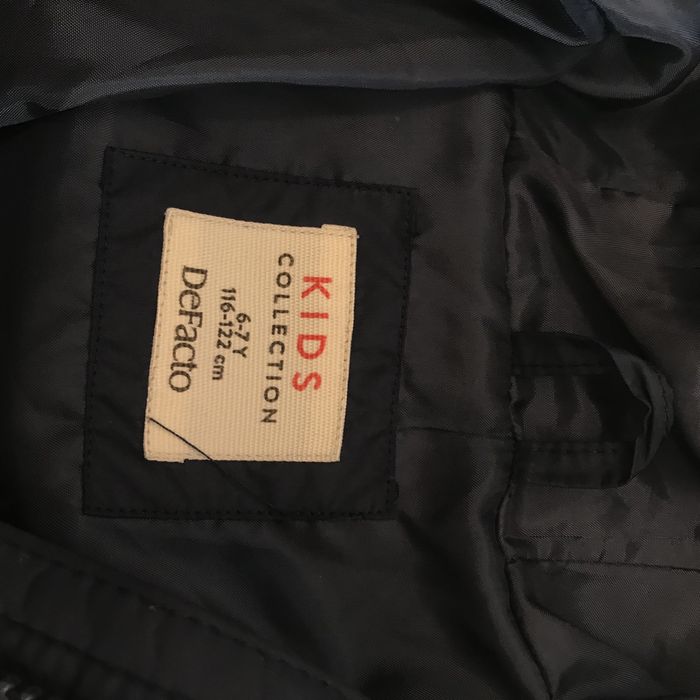 KIDS
COLLECTION
6-7 Y
116-122 cm
DeFacto